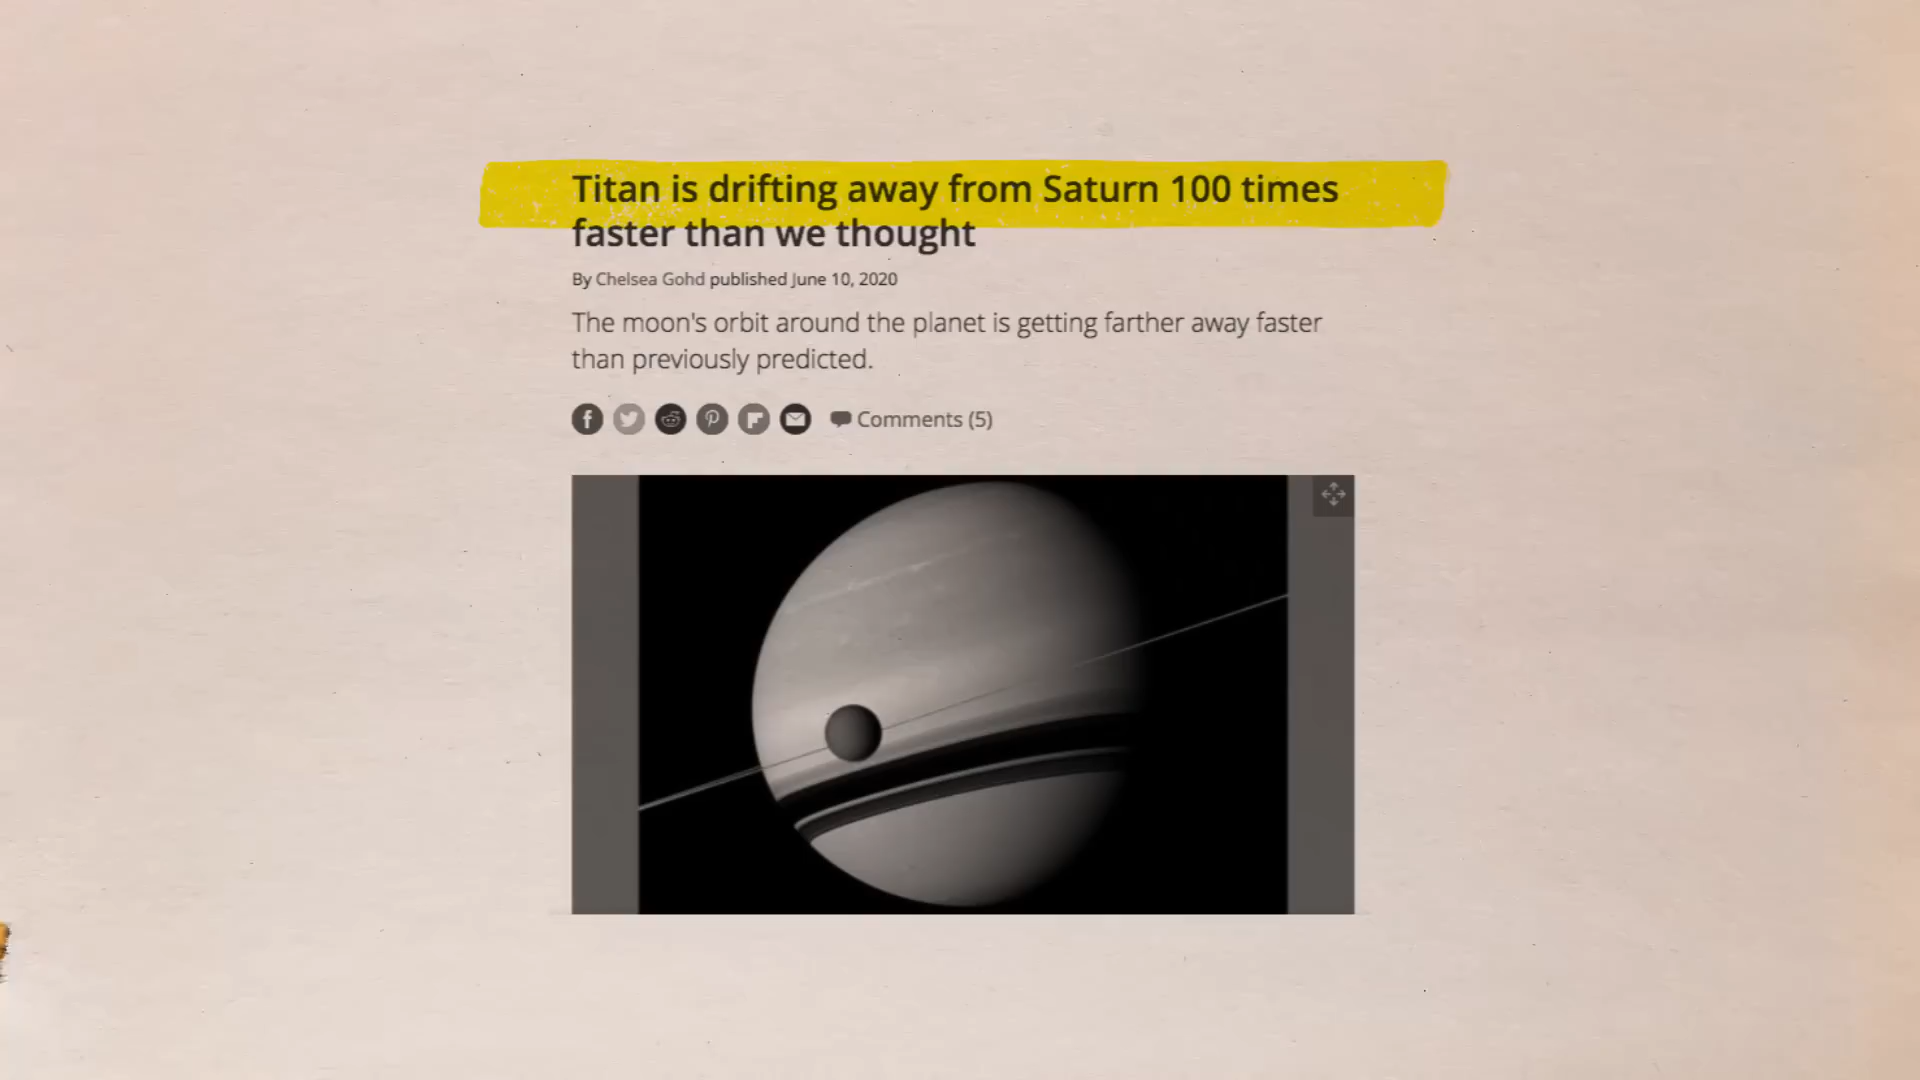 Titan is drifting away from Saturn 100 times
faster than we thought
By Chelsea Gohd published June 10, 2020
The moon's orbit around the planet is getting farther away faster
than previously predicted.
Comments (5)